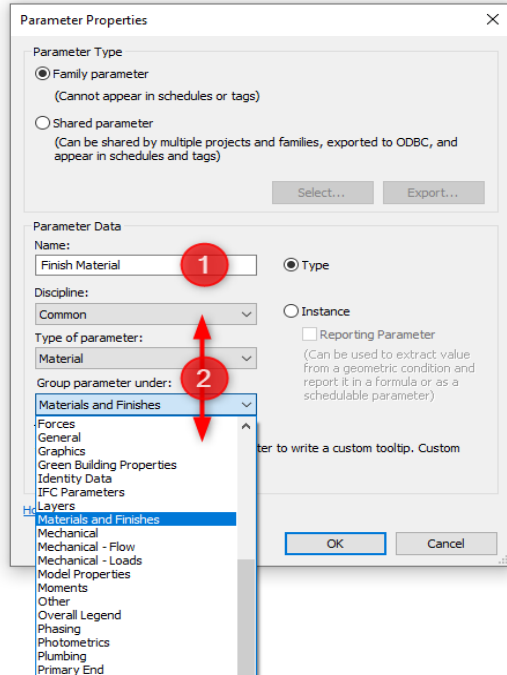 Parameter Properties
Parameter Type
Family parameter
(Cannot appear in schedules or tags)
Shared parameter
(Can be shared by multiple projects and families, exported to ODBC, and
appear in schedules and tags)
Select...
Export...
Parameter Data
Name:
Finish Material
1
Type
Discipline:
Common
Instance
Reporting Parameter
Type of parameter:
(Can be used to extract value
from a geometric condition and
report it in a formula or as a
schedulable parameter)
Material
Group parameter under:
2
Materials and Finishes
Forces
General
Graphics
ter to write a custom tooltip. Custom
Green Building Properties
Identity Data
IFC Parameters
Layers
Materials and Finishes
Mechanical
Mechanical - Flow
Mechanical - Loads
Model Properties
Moments
Other
Overall Legend
Phasing
Photometrics
Plumbing
Primary End
OK
Cancel